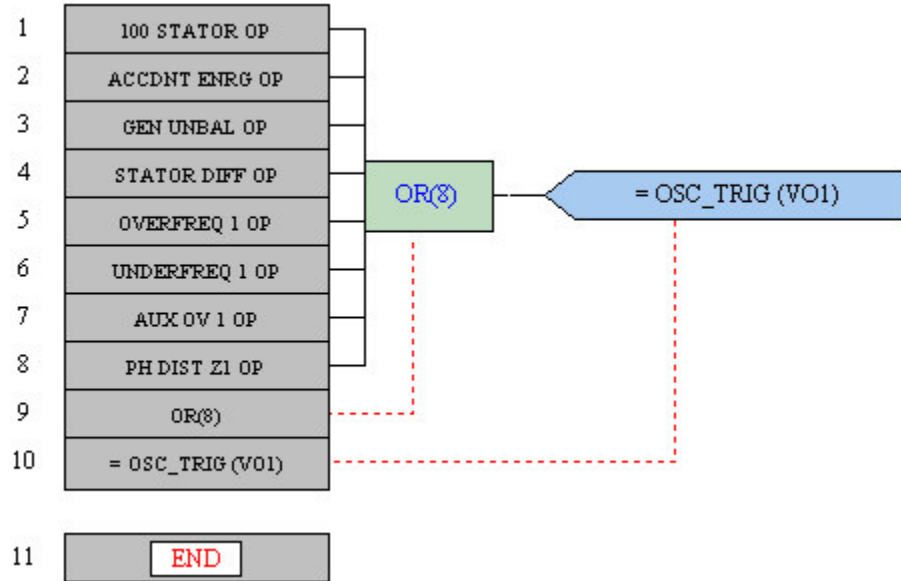 1 100 STATOR OP
2 ACCDNT ENRG OP
3 GEN UNBAL OP
4 STATOR DIFF OP
5 OVERFREQ 1 OP
6 UNDERFREQ 1 OP
7 AUX OV 1 OP
8 PH DIST Z1 OP
9 OR(8)
10 = OSC_TRIG (VO1)
11 END
OR(8)
= OSC_TRIG (VO1)